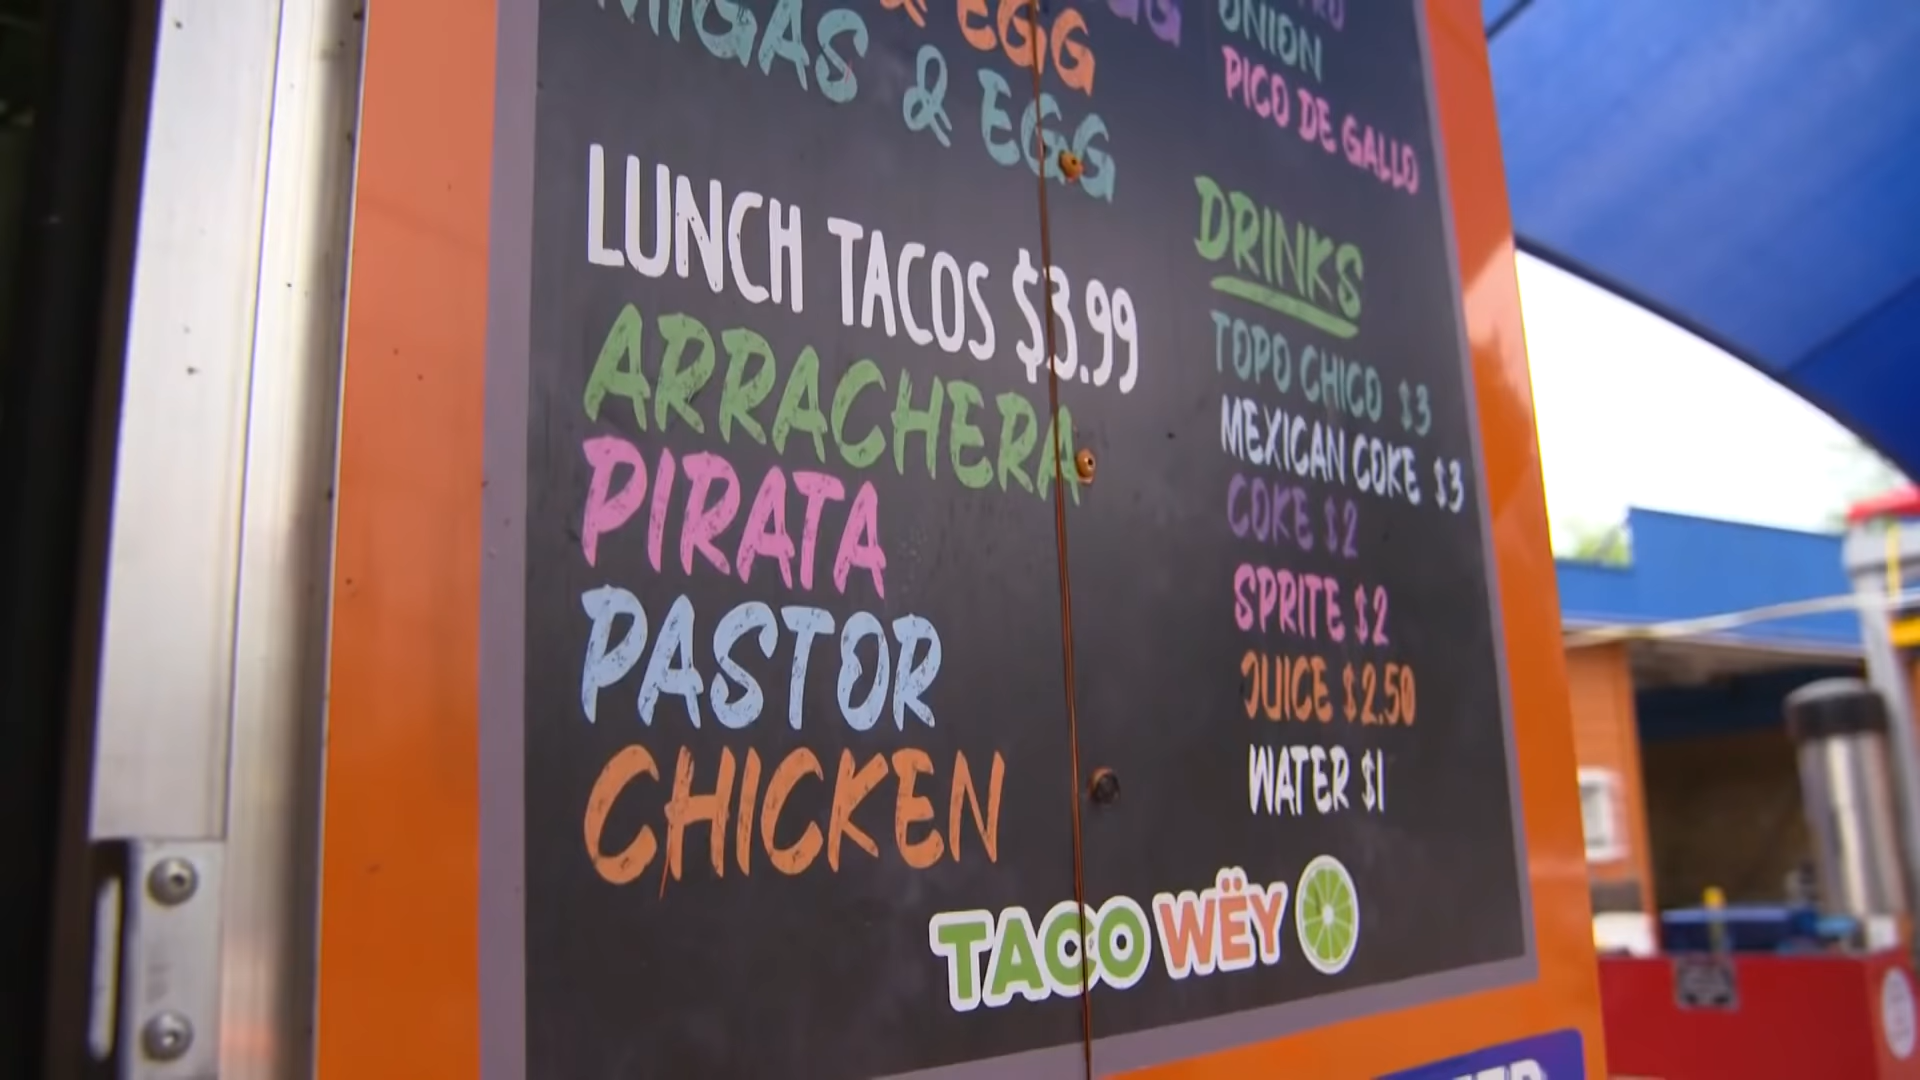 & EGG
MIGAS & EGG
LUNCH TACOS $3.99
ARRACHERA
PIRATA
PASTOR
CHICKEN
ONION
PICO DE GALLO
DRINKS
TOPO CHICO $3
MEXICAN COKE $3
COKE $2
SPRITE $2
JUICE $2.50
WATER $1
TACO WËY